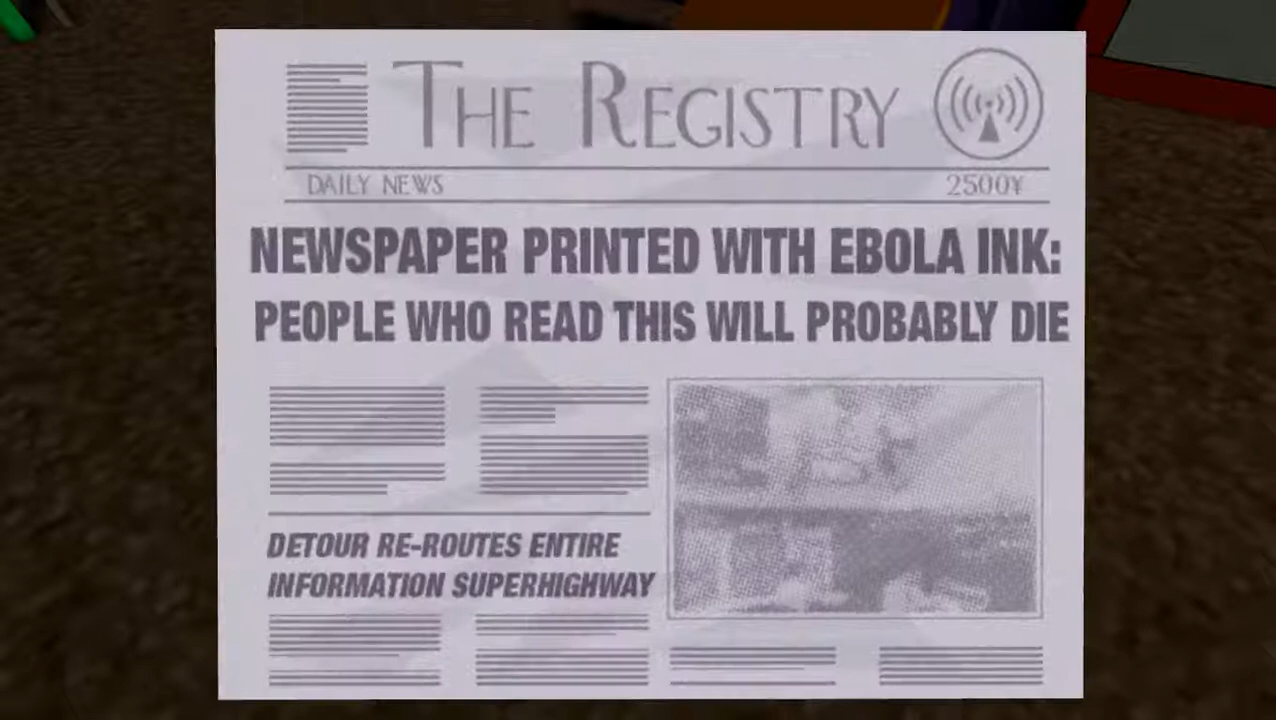 THE REGISTRY
DAILY NEWS
2500¥
NEWSPAPER PRINTED WITH EBOLA INK:
PEOPLE WHO READ THIS WILL PROBABLY DIE
DETOUR RE-ROUTES ENTIRE
INFORMATION SUPERHIGHWAY